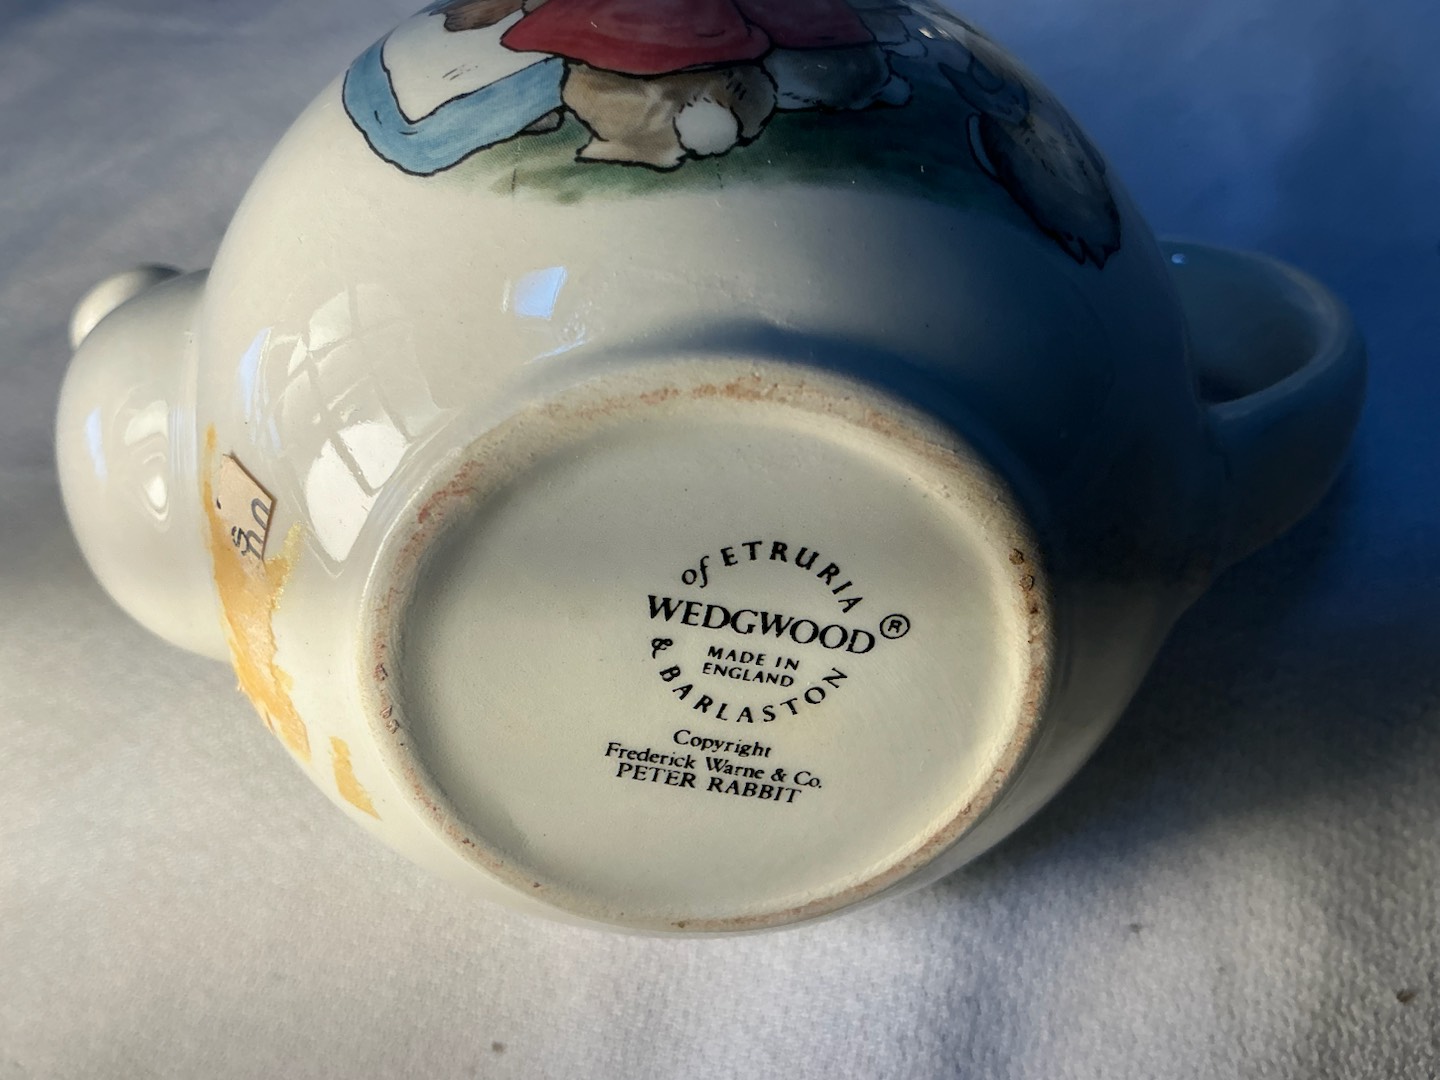 of ETRURIA
WEDGWOOD®
MADE IN
ENGLAND
& BARLASTON
Copyright
Frederick Warne & Co.
PETER RABBIT